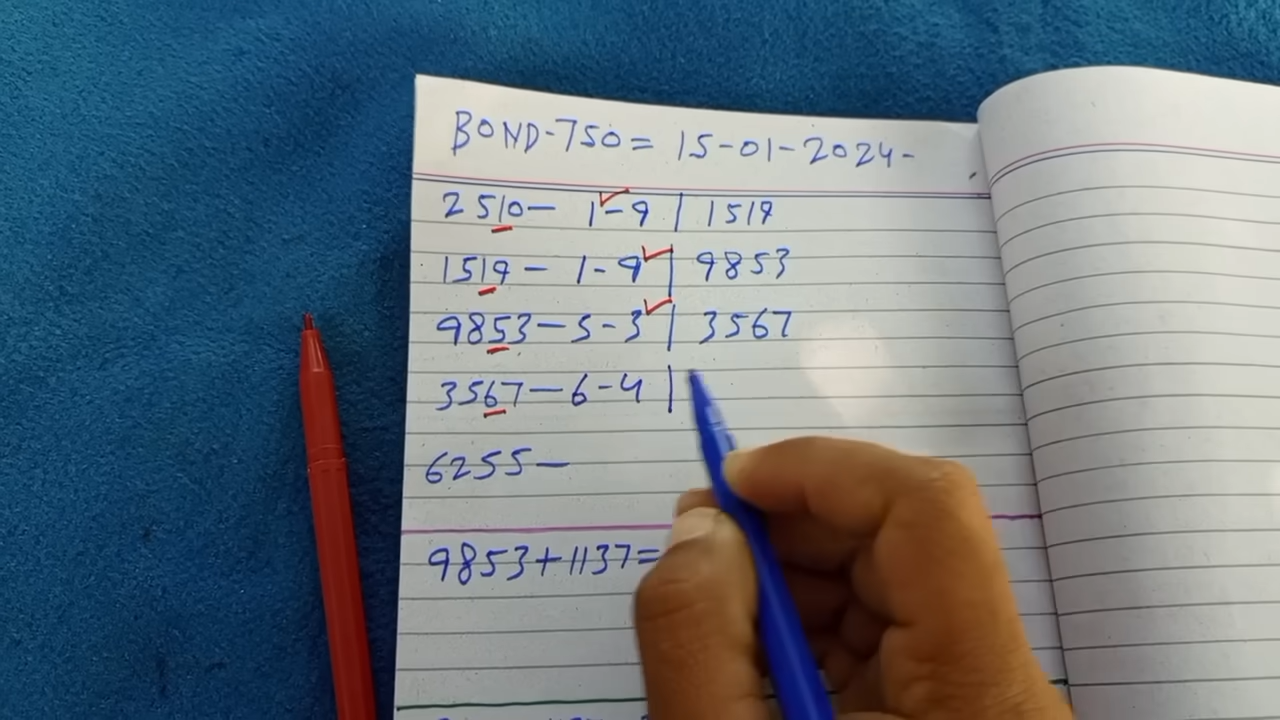 BOND-750= 15-01-2024-
2510- 1-9 | 1519
1519- 1-9 | 9853
9853-5-3 | 3567
3567-6-4 |
6255-
9853+1137=